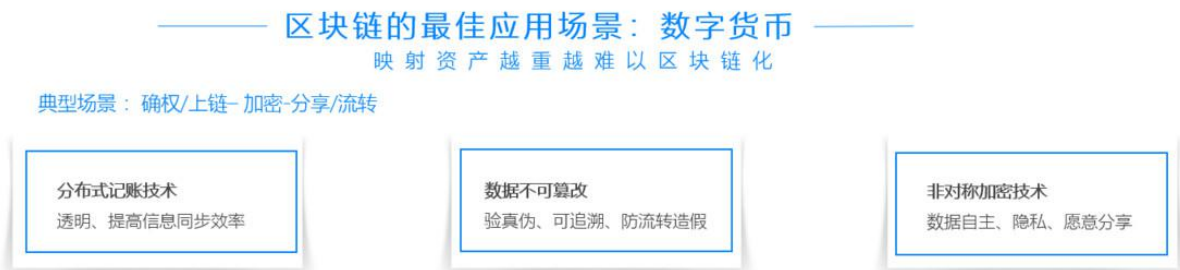 区块链的最佳应用场景：数字货币
映射资产越重越难以区块链化
典型场景：确权/上链–加密-分享/流转
分布式记账技术
透明、提高信息同步效率
数据不可篡改
验真伪、可追溯、防流转造假
非对称加密技术
数据自主、隐私、愿意分享